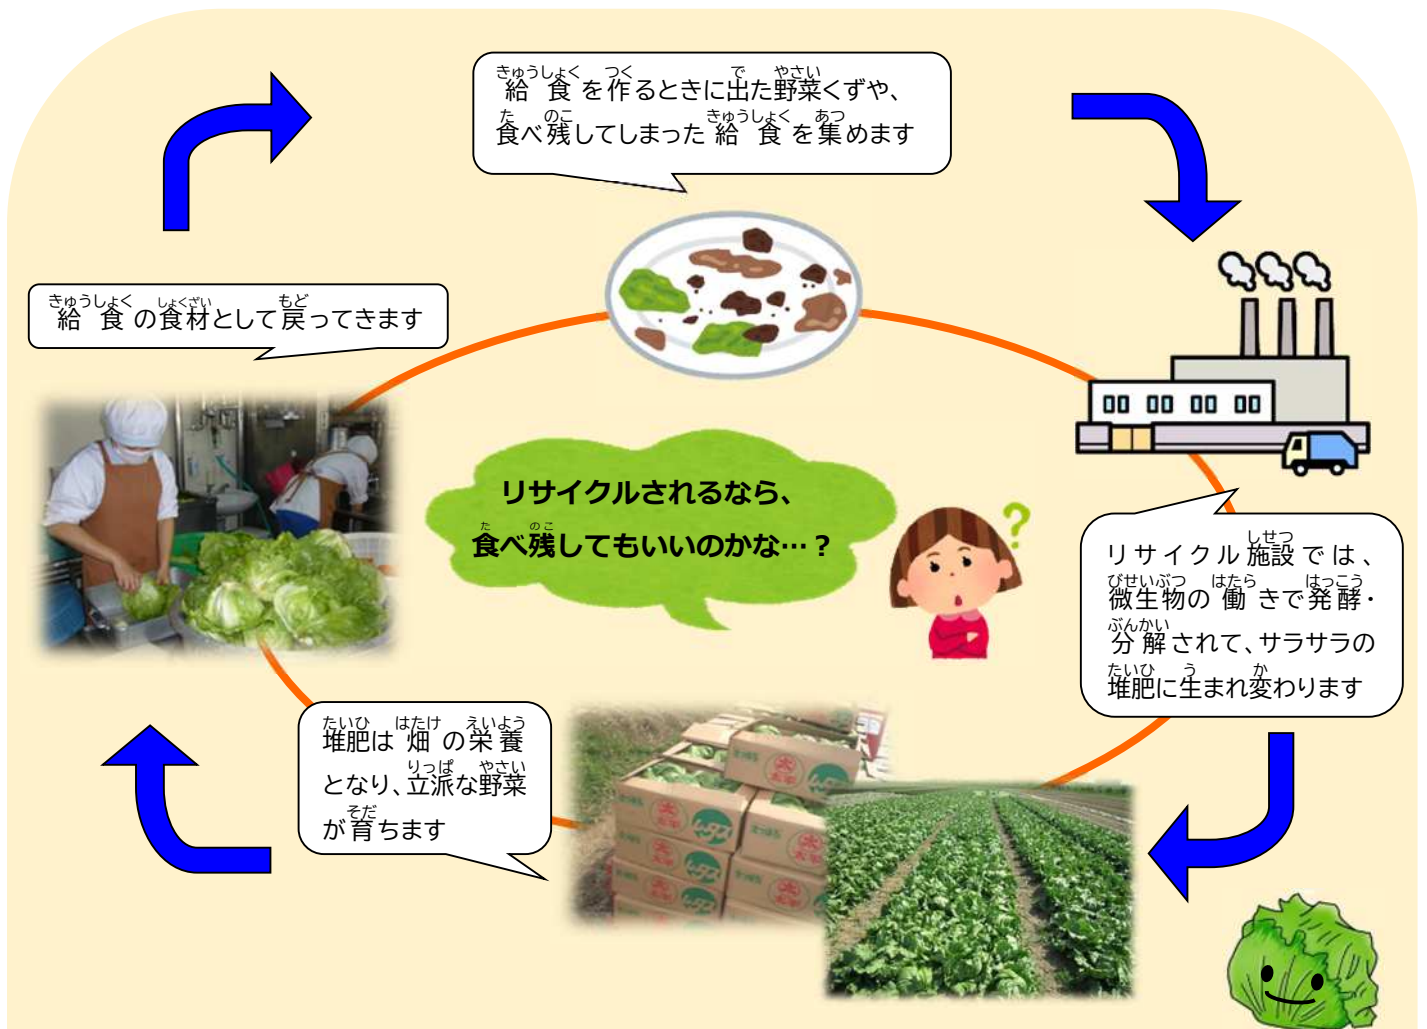 給食を作るときに出た野菜くずや、
食べ残してしまった給食を集めます
給食の食材として戻ってきます
リサイクルされるなら、
食べ残してもいいのかな…？
?
リサイクル施設では、
微生物の働きで発酵・
分解されて、サラサラの
堆肥に生まれ変わります
堆肥は畑の栄養
となり、立派な野菜
が育ちます
レタス